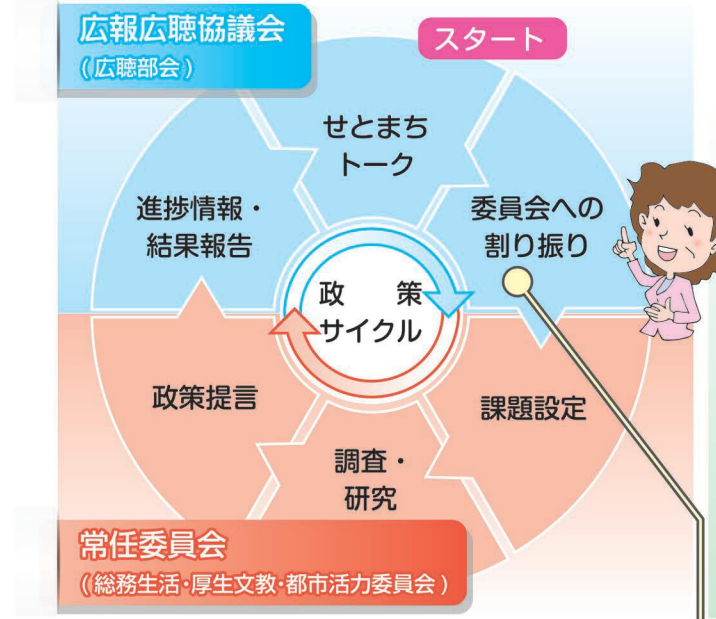 広報広聴協議会
(広聴部会)
スタート
せとまち
トーク
委員会への
割り振り
進捗情報・
結果報告
政 策
サイクル
政策提言
課題設定
調査・
研究
常任委員会
(総務生活・厚生文教・都市活力委員会)